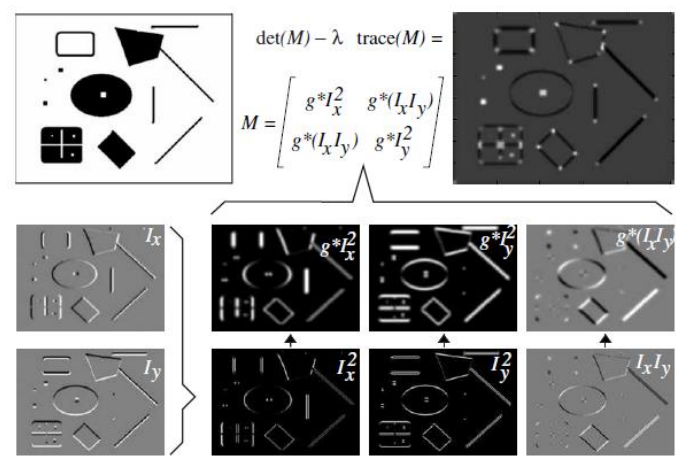 det(M) − λ trace(M) =
M = [ g*I_x^2 g*(I_xI_y)
g*(I_xI_y) g*I_y^2 ]
I_x
g*I_x^2
g*I_y^2
g*(I_xI_y)
I_y
I_x^2
I_y^2
I_xI_y